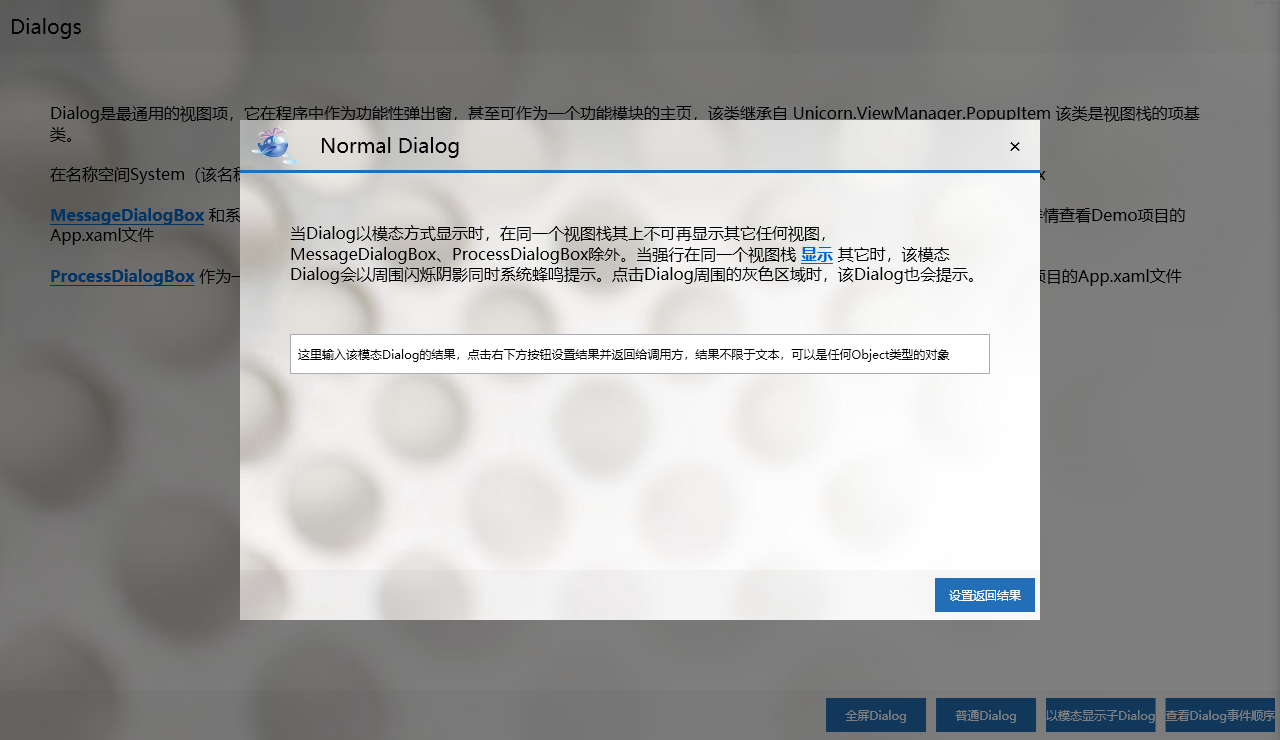 Dialogs
Dialog是最通用的视图项，它在程序中作为功能性弹出窗，甚至可作为一个功能模块的主页，该类继承自 Unicorn.ViewManager.PopupItem 该类是视图栈的项基
类。
在名称空间System（该名
x
MessageDialogBox 和系
情查看Demo项目的
App.xaml文件
ProcessDialogBox 作为一
项目的App.xaml文件
Normal Dialog
当Dialog以模态方式显示时，在同一个视图栈其上不可再显示其它任何视图，
MessageDialogBox、ProcessDialogBox除外。当强行在同一个视图栈 显示 其它时，该模态
Dialog会以周围闪烁阴影同时系统蜂鸣提示。点击Dialog周围的灰色区域时，该Dialog也会提示。
这里输入该模态Dialog的结果，点击右下方按钮设置结果并返回给调用方，结果不限于文本，可以是任何Object类型的对象
设置返回结果
全屏Dialog
普通Dialog
以模态显示子Dialog
查看Dialog事件顺序